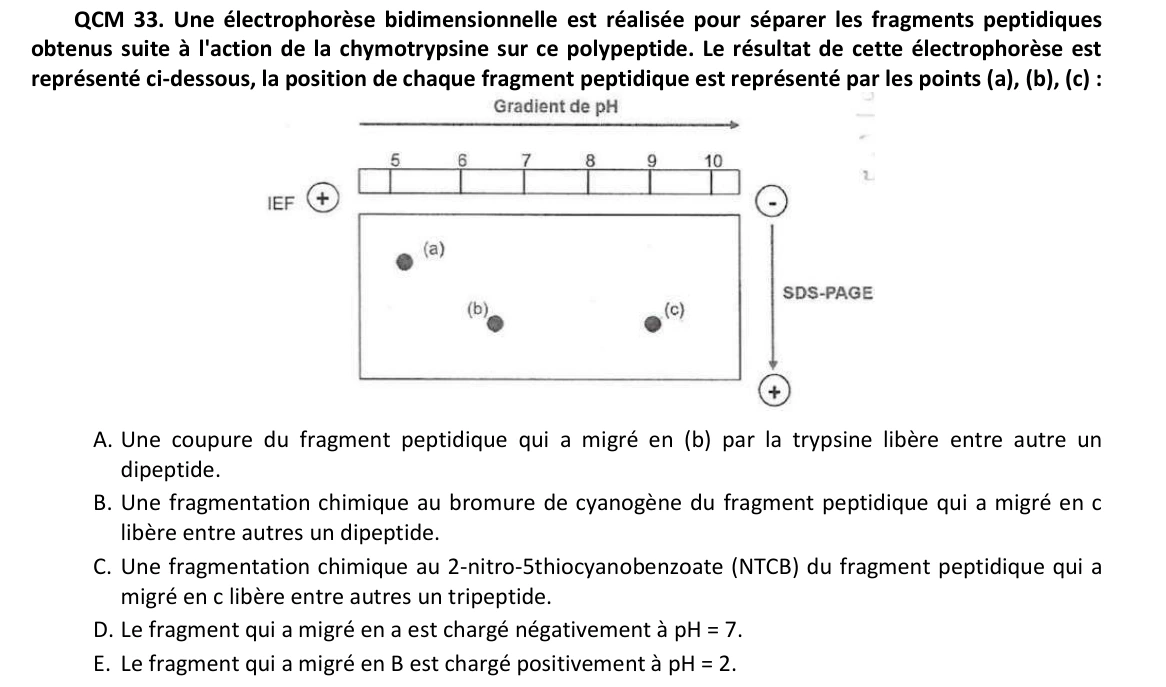 QCM 33. Une électrophorèse bidimensionnelle est réalisée pour séparer les fragments peptidiques
obtenus suite à l'action de la chymotrypsine sur ce polypeptide. Le résultat de cette électrophorèse est
représenté ci-dessous, la position de chaque fragment peptidique est représenté par les points (a), (b), (c) :
Gradient de pH
5 6 7 8 9 10
IEF + -
(a)
SDS-PAGE
(b) (c)
+
A. Une coupure du fragment peptidique qui a migré en (b) par la trypsine libère entre autre un
dipeptide.
B. Une fragmentation chimique au bromure de cyanogène du fragment peptidique qui a migré en c
libère entre autres un dipeptide.
C. Une fragmentation chimique au 2-nitro-5thiocyanobenzoate (NTCB) du fragment peptidique qui a
migré en c libère entre autres un tripeptide.
D. Le fragment qui a migré en a est chargé négativement à pH = 7.
E. Le fragment qui a migré en B est chargé positivement à pH = 2.